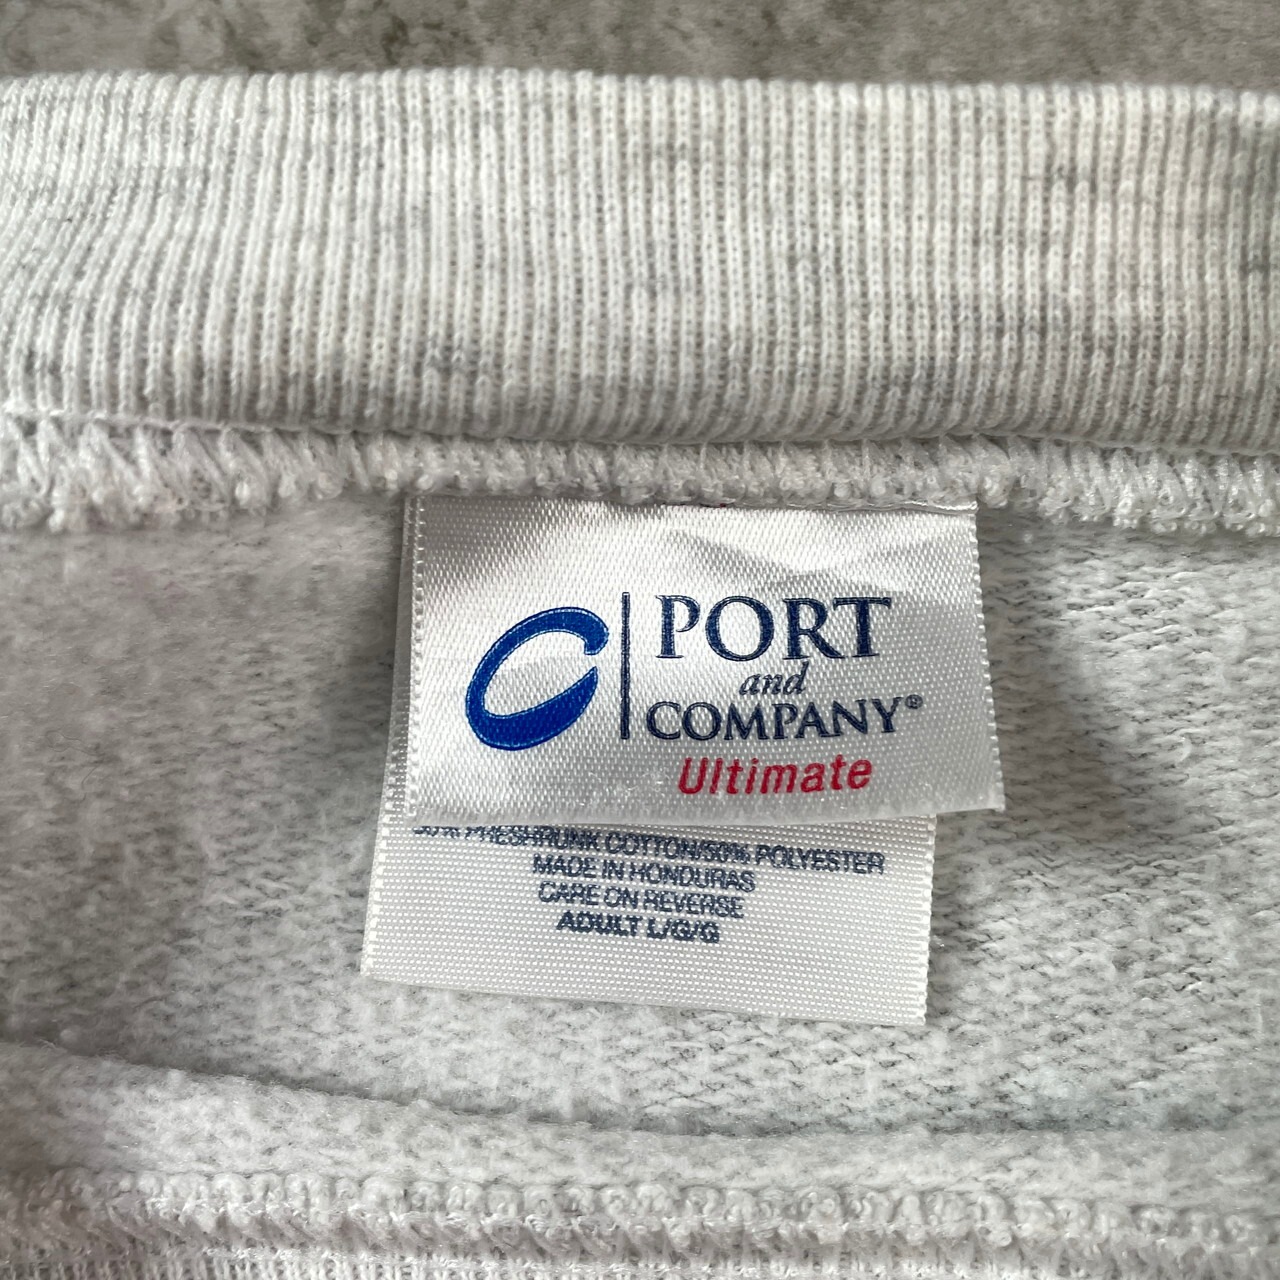 PORT
and
COMPANY®
Ultimate
50% PRESHRUNK COTTON/50% POLYESTER
MADE IN HONDURAS
CARE ON REVERSE
ADULT L/G/G